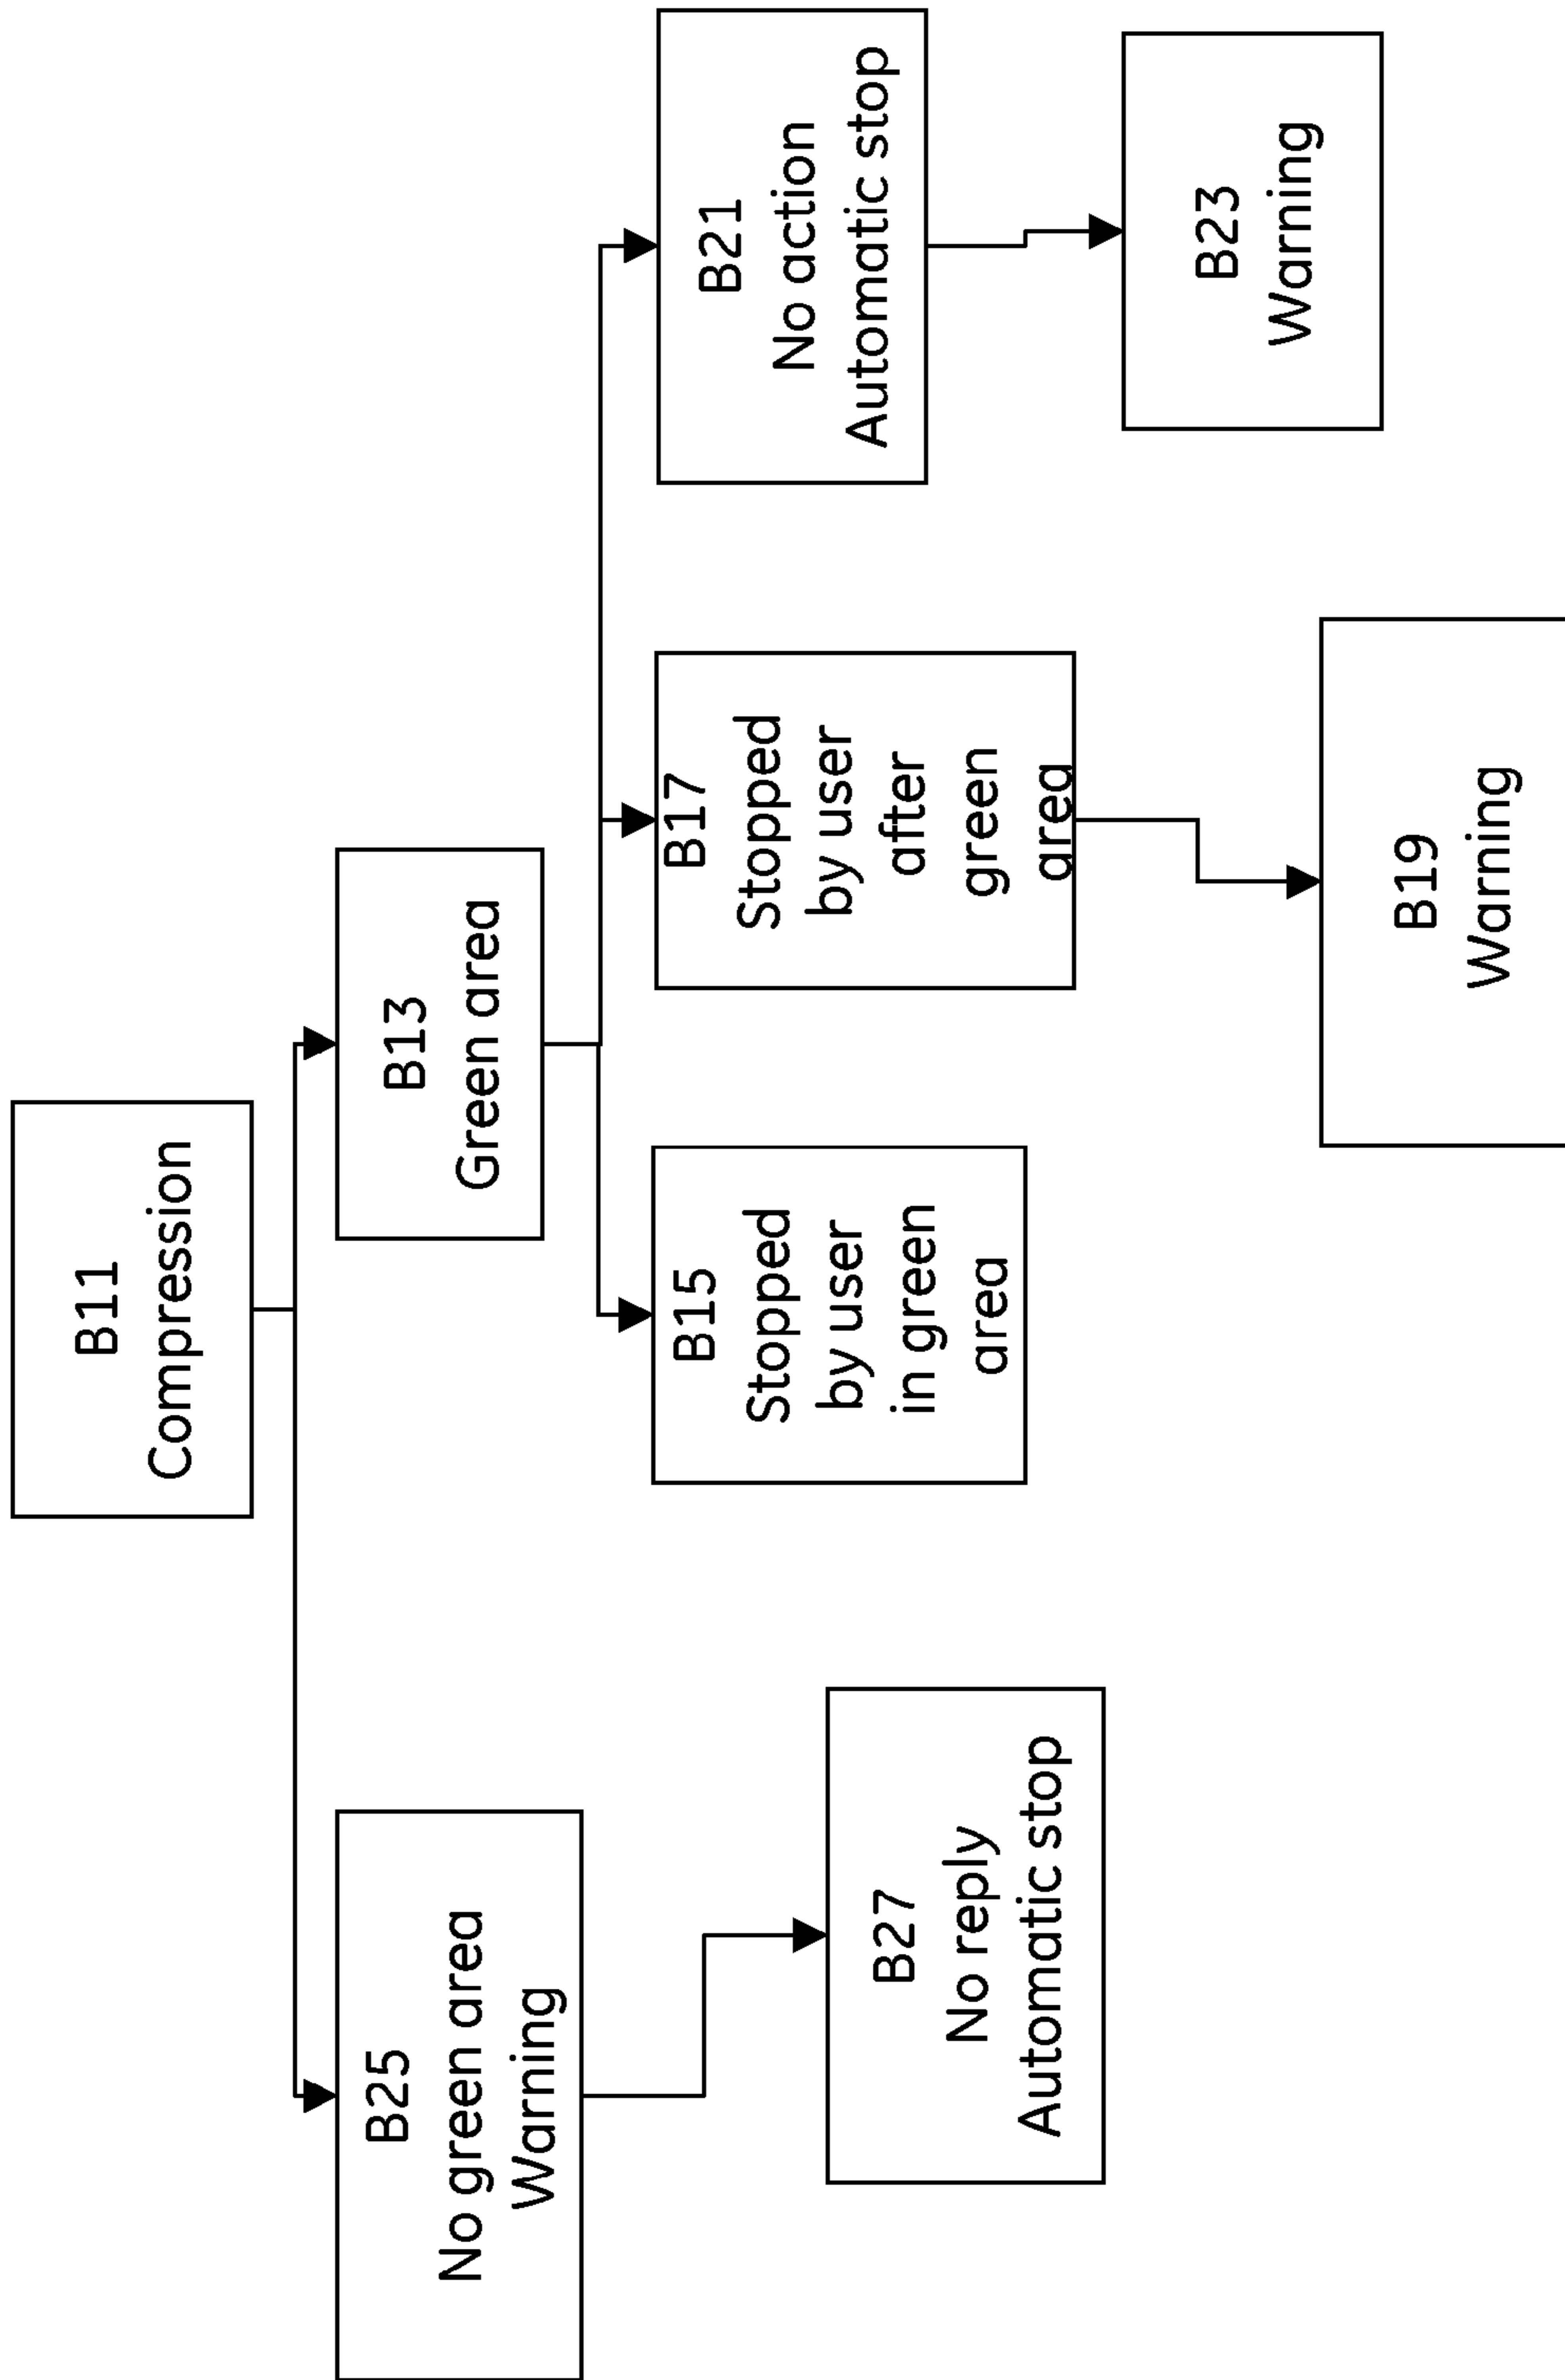 B11
Compression
B25
No green area
Warning
B13
Green area
B27
No reply
Automatic stop
B15
Stopped
by user
in green
area
B17
Stopped
by user
after
green
area
B21
No action
Automatic stop
B19
Warning
B23
Warning